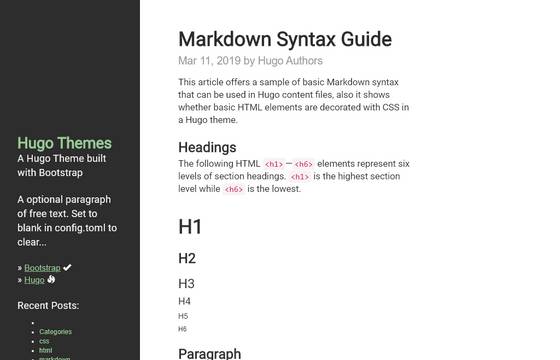 Hugo Themes
A Hugo Theme built
with Bootstrap
A optional paragraph
of free text. Set to
blank in config.toml to
clear...
» Bootstrap
» Hugo
Recent Posts:
Categories
css
html
markdown
Markdown Syntax Guide
Mar 11, 2019 by Hugo Authors
This article offers a sample of basic Markdown syntax
that can be used in Hugo content files, also it shows
whether basic HTML elements are decorated with CSS in
a Hugo theme.
Headings
The following HTML <h1> — <h6> elements represent six
levels of section headings. <h1> is the highest section
level while <h6> is the lowest.
H1
H2
H3
H4
H5
H6
Paragraph